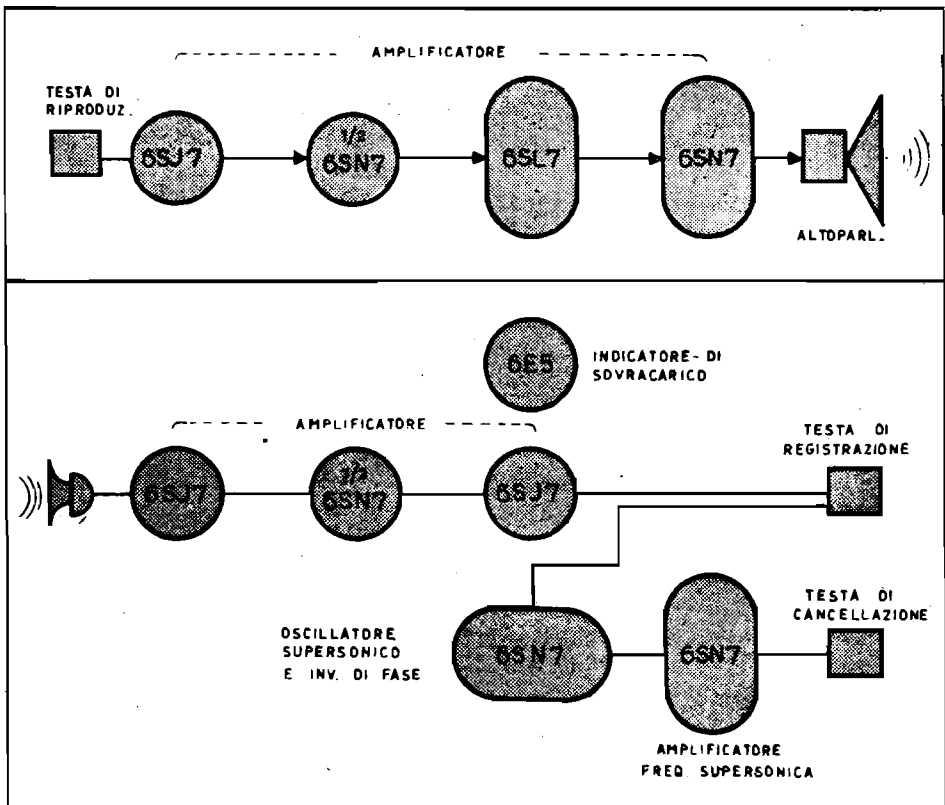 AMPLIFICATORE
TESTA DI
RIPRODUZ.
6SJ7
1/2
6SN7
6SL7
6SN7
ALTOPARL.
6E5
INDICATORE-DI
SOVRACARICO
AMPLIFICATORE
TESTA DI
REGISTRAZIONE
6SJ7
1/2
6SN7
6SJ7
TESTA DI
CANCELLAZIONE
OSCILLATORE
SUPERSONICO
E INV. DI FASE
6SN7
6SN7
AMPLIFICATORE
FREQ. SUPERSONICA